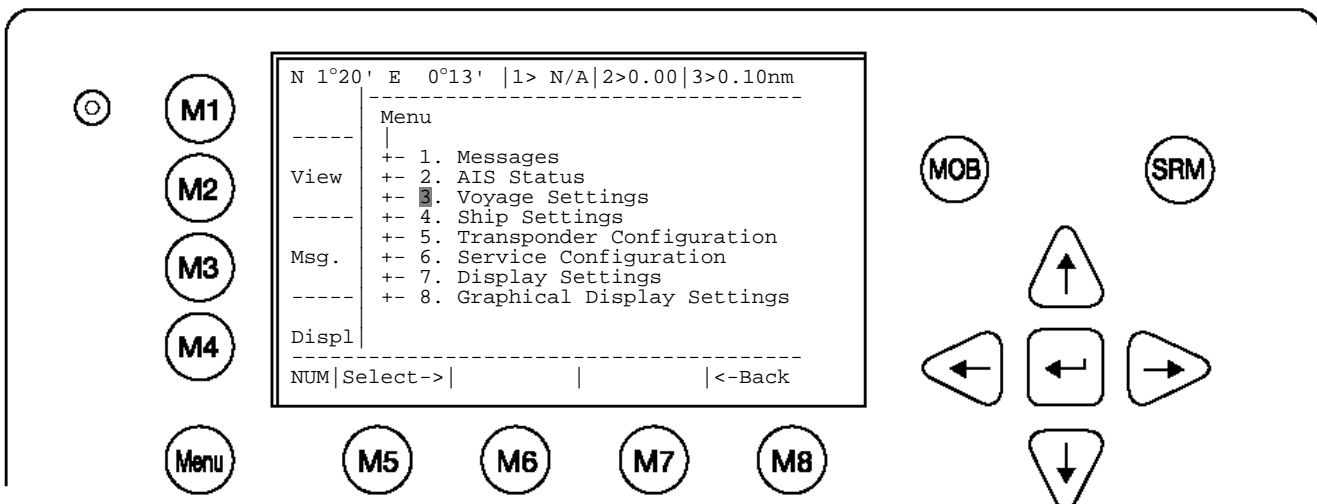 N 1°20' E 0°13' |1> N/A|2>0.00|3>0.10nm
M1
Menu
+- 1. Messages
MOB
SRM
View
M2
+- 2. AIS Status
+- 3. Voyage Settings
+- 4. Ship Settings
+- 5. Transponder Configuration
Msg.
M3
+- 6. Service Configuration
+- 7. Display Settings
+- 8. Graphical Display Settings
Displ
M4
NUM|Select->| | |<-Back
Menu
M5
M6
M7
M8